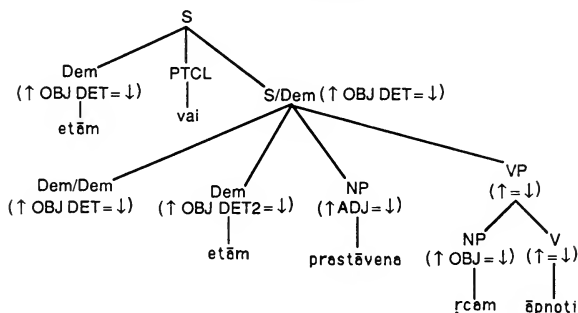 S
Dem PTCL S/Dem (↑ OBJ DET = ↓)
(↑ OBJ DET = ↓)
etām vai
Dem/Dem Dem NP VP
(↑ OBJ DET = ↓) (↑ OBJ DET2 = ↓) (↑ ADJ = ↓) (↑ = ↓)
etām prastāvena NP V
(↑ OBJ = ↓) (↑ = ↓)
ṛcam āpnoti